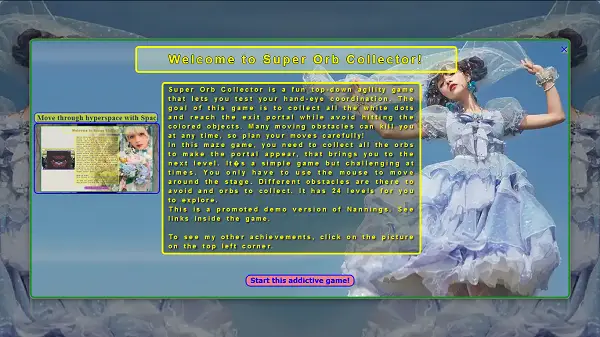 Welcome to Super Orb Collector!
Move through hyperspace with Spac
Super Orb Collector is a fun top-down agility game
that lets you test your hand-eye coordination. The
goal of this game is to collect all the white dots
and reach the exit portal while avoid hitting the
colored objects. Many moving obstacles can kill you
at any time, so plan your moves carefully!
In this maze game, you need to collect all the orbs
to make the portal appear, that brings you to the
next level. It�s a simple game but challenging at
times. You only have to use the mouse to move
around the stage. Different obstacles are there to
avoid and orbs to collect. It has 24 levels for you
to explore.
This is a promoted demo version of Nannings. See
links inside the game.
To see my other achievements, click on the picture
on the top left corner.
Start this addictive game!